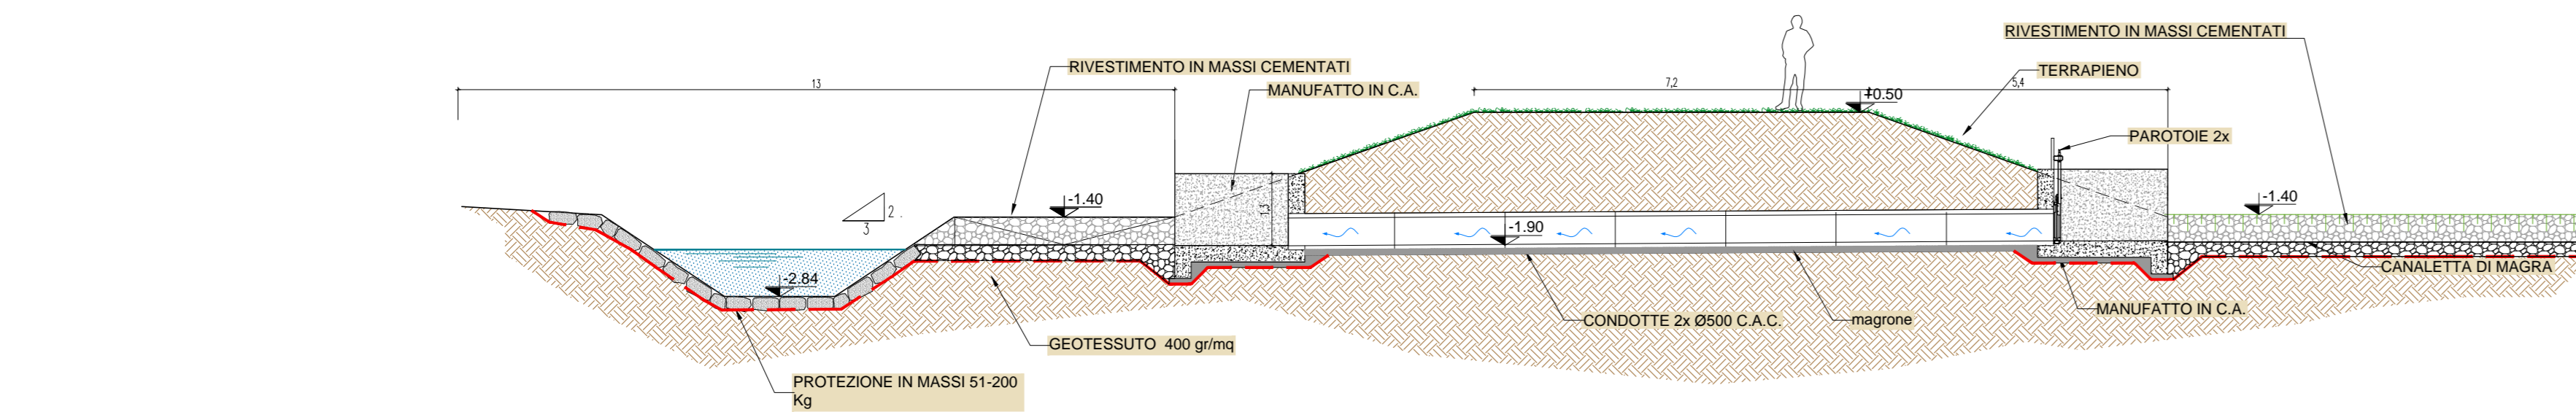 RIVESTIMENTO IN MASSI CEMENTATI
RIVESTIMENTO IN MASSI CEMENTATI
TERRAPIENO
13
MANUFATTO IN C.A.
7,2
5,4
+0.50
PAROTOIE 2x
-1.40
-1.40
2
3
1,3
-1.90
-2.84
CANALETTA DI MAGRA
MANUFATTO IN C.A.
CONDOTTE 2x Ø500 C.A.C.
magrone
GEOTESSUTO 400 gr/mq
PROTEZIONE IN MASSI 51-200
Kg